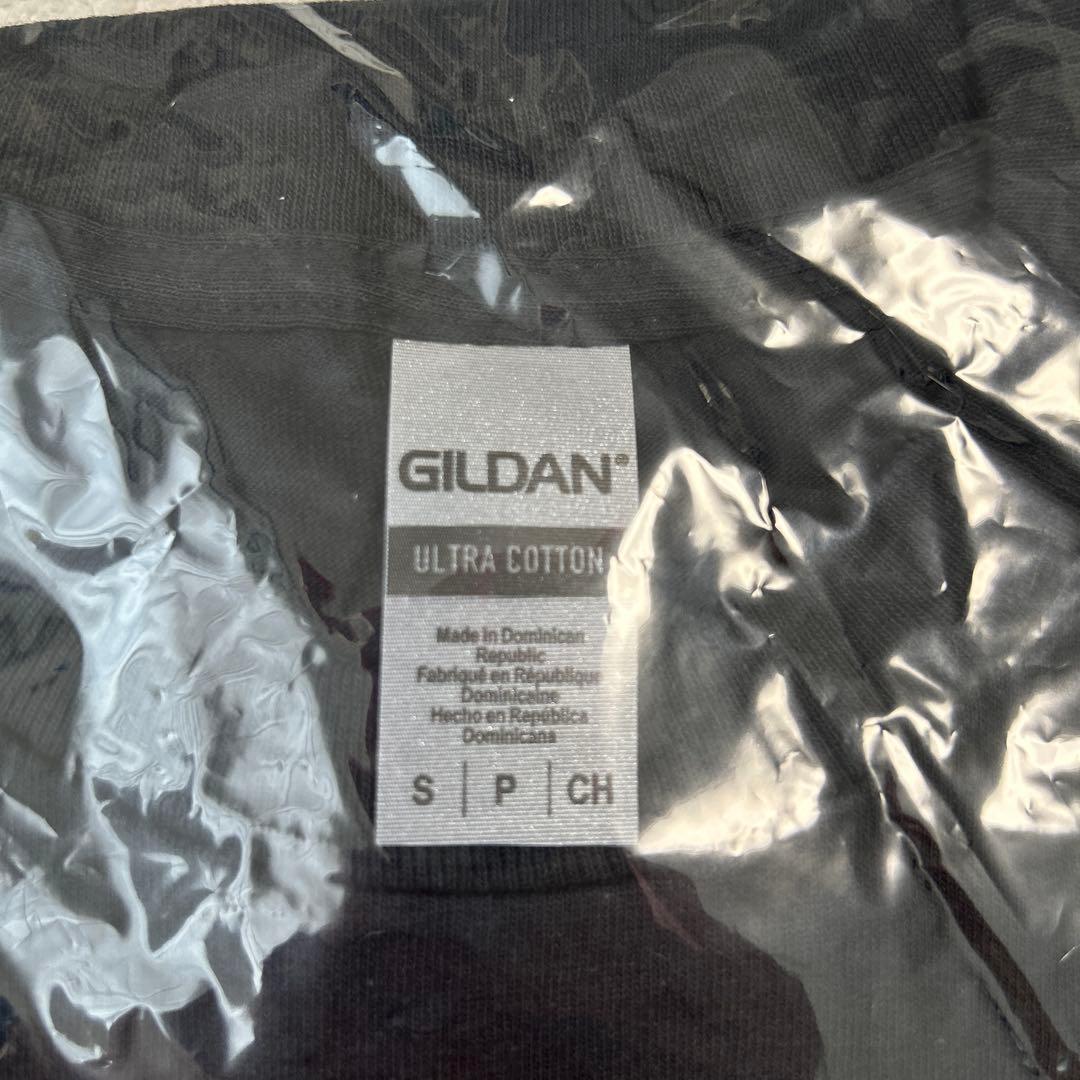 GILDAN®
ULTRA COTTON
Made in Dominican
Republic
Fabriqué en République
Dominicaine
Hecho en República
Dominicana
S | P | CH